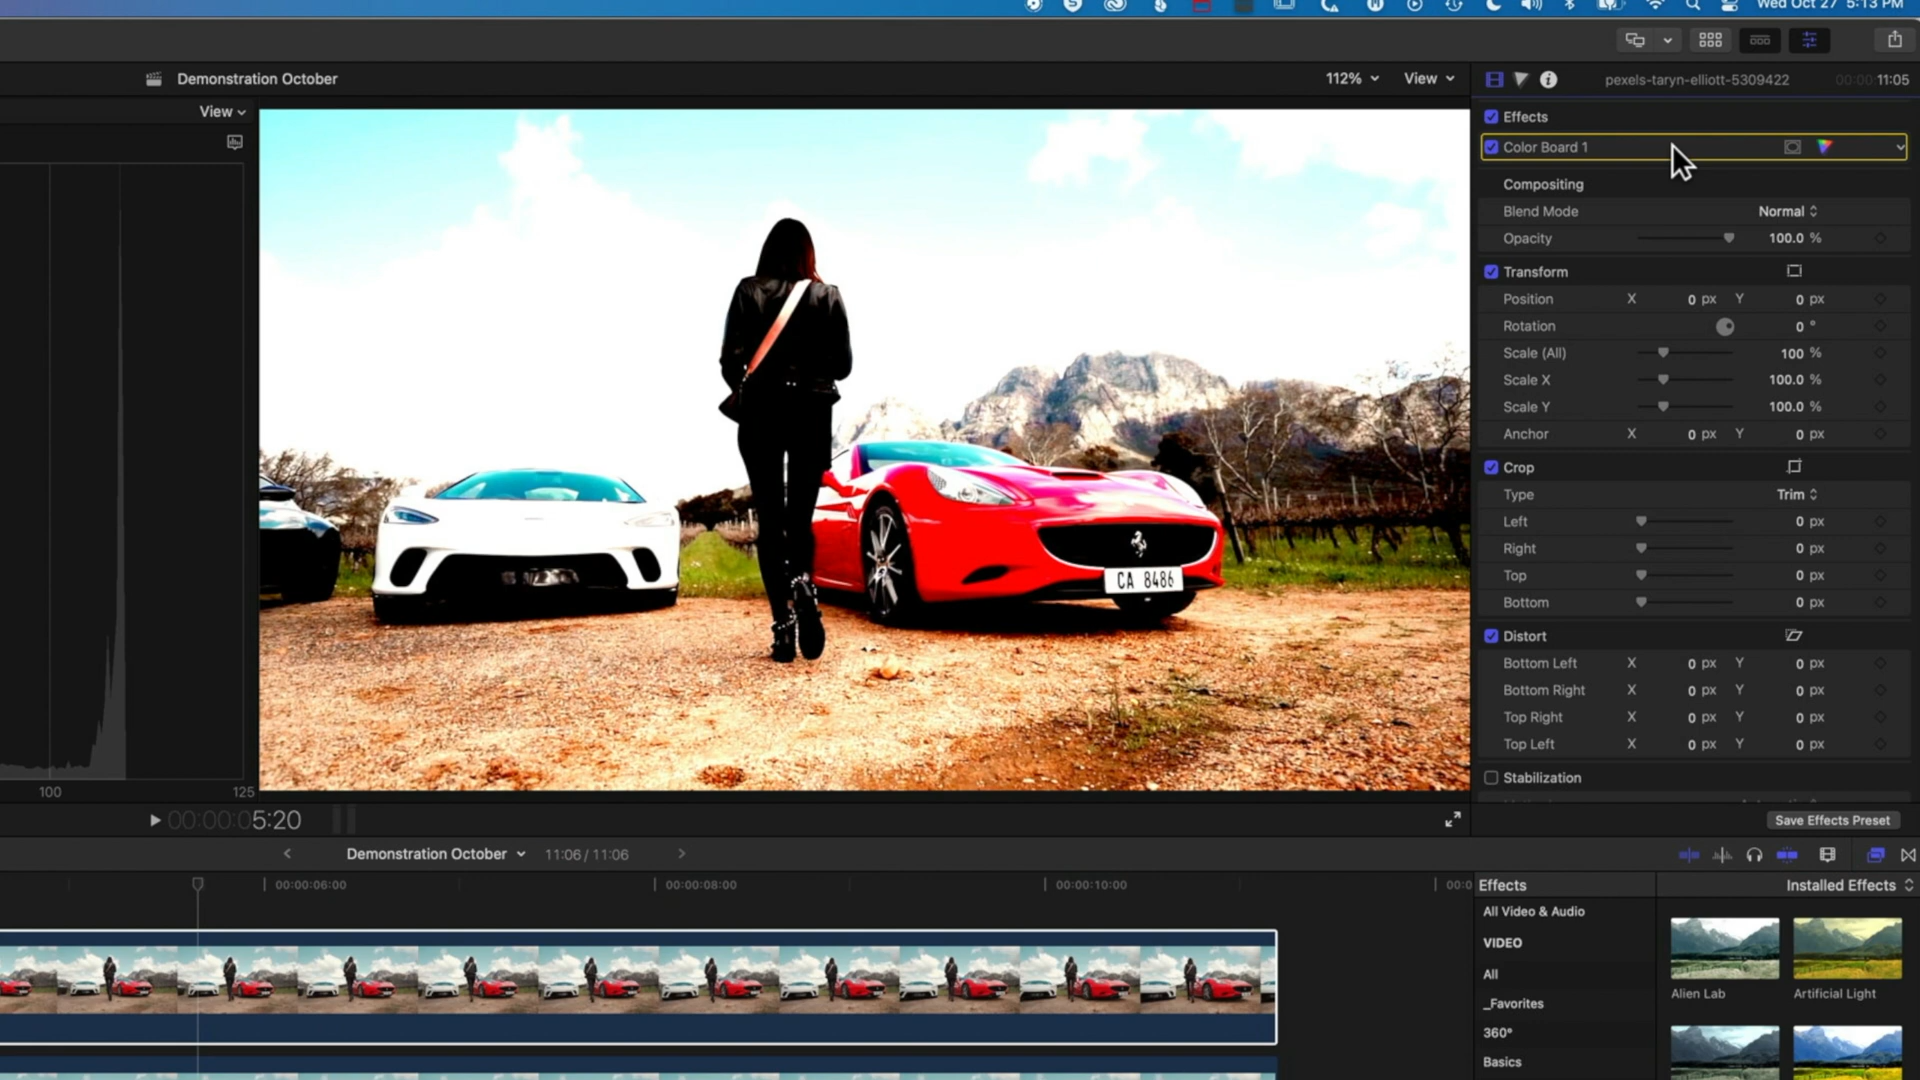 Wed Oct 27 5:13 PM
Demonstration October
112%
View
pexels-taryn-elliott-5309422
00:00:11:05
View
Effects
Color Board 1
Compositing
Blend Mode
Normal
Opacity
100.0 %
Transform
Position X 0 px Y 0 px
Rotation 0 °
Scale (All) 100 %
Scale X 100.0 %
Scale Y 100.0 %
Anchor X 0 px Y 0 px
Crop
Type Trim
Left 0 px
Right 0 px
Top 0 px
Bottom 0 px
Distort
Bottom Left X 0 px Y 0 px
Bottom Right X 0 px Y 0 px
Top Right X 0 px Y 0 px
Top Left X 0 px Y 0 px
Stabilization
CA 8486
100 125
00:00:05:20
Save Effects Preset
Demonstration October 11:06 / 11:06
00:00:06:00 00:00:08:00 00:00:10:00 00:0
Effects
Installed Effects
All Video & Audio
VIDEO
All
_Favorites
360°
Basics
Alien Lab
Artificial Light